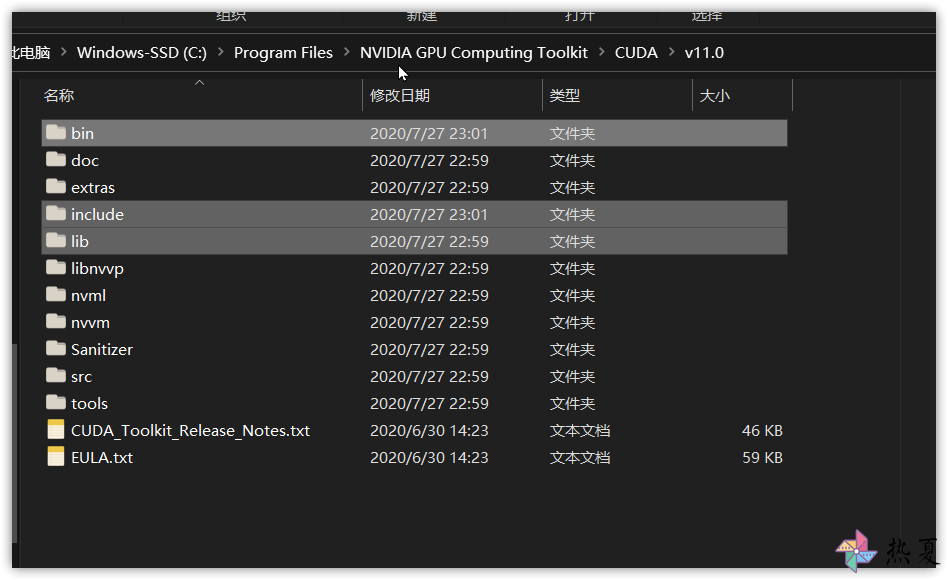 组织 新建 打开 选择
此电脑 > Windows-SSD (C:) > Program Files > NVIDIA GPU Computing Toolkit > CUDA > v11.0
名称 修改日期 类型 大小
bin 2020/7/27 23:01 文件夹
doc 2020/7/27 22:59 文件夹
extras 2020/7/27 22:59 文件夹
include 2020/7/27 23:01 文件夹
lib 2020/7/27 22:59 文件夹
libnvvp 2020/7/27 22:59 文件夹
nvml 2020/7/27 22:59 文件夹
nvvm 2020/7/27 22:59 文件夹
Sanitizer 2020/7/27 22:59 文件夹
src 2020/7/27 22:59 文件夹
tools 2020/7/27 22:59 文件夹
CUDA_Toolkit_Release_Notes.txt 2020/6/30 14:23 文本文档 46 KB
EULA.txt 2020/6/30 14:23 文本文档 59 KB
热夏